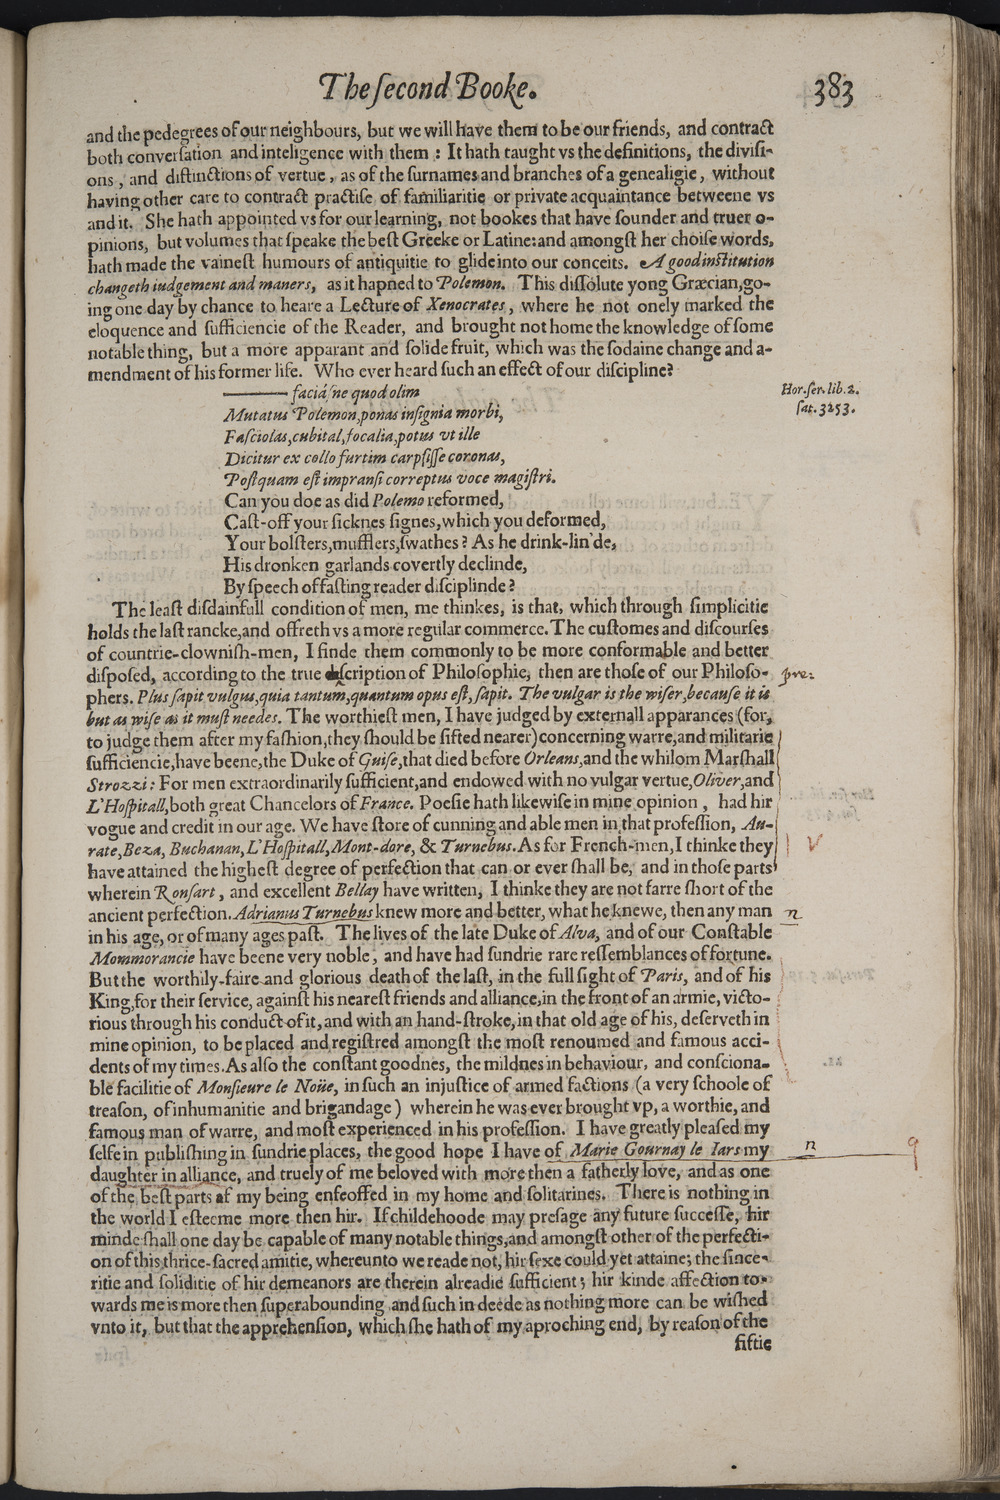 The ſecond Booke.
383
and the pedegrees of our neighbours, but we will have them to be our friends, and contract
both converſation and inteligence with them : It hath taught vs the definitions, the diviſi-
ons, and diſtinctions of vertue, as of the ſurnames and branches of a genealigie, without
having other care to contract practiſe of familiaritie or private acquaintance betweene vs
and it. She hath appointed vs for our learning, not bookes that have ſounder and truer o-
pinions, but volumes that ſpeake the beſt Greeke or Latine: and amongſt her choiſe words,
hath made the vaineſt humours of antiquitie to glide into our conceits. A good inſtitution
changeth iudgement and maners, as it hapned to Polemon. This diſſolute yong Græcian, go-
ing one day by chance to heare a Lecture of Xenocrates, where he not onely marked the
eloquence and ſufficiencie of the Reader, and brought not home the knowledge of ſome
notable thing, but a more apparant and ſolide fruit, which was the ſodaine change and a-
mendment of his former life. Who ever heard ſuch an effect of our diſcipline?
——— faciáſne quod olim
Hor. ſer. lib. 2.
Mutatus Polemon, ponas inſignia morbi,
ſat. 3253.
Faſciolas, cubital, focalia, potus vt ille
Dicitur ex collo furtim carpſiſſe coronas,
Poſtquam eſt impranſi correptus voce magiſtri.
Can you doe as did Polemo reformed,
Caſt-off your ſicknes ſignes, which you deformed,
Your bolſters, mufflers, ſwathes? As he drink-lin'de,
His dronken garlands covertly declinde,
By ſpeech of faſting reader diſciplinde?
The leaſt diſdainfull condition of men, me thinkes, is that, which through ſimplicitie
holds the laſt rancke, and offreth vs a more regular commerce. The cuſtomes and diſcourſes
of countrie-clowniſh-men, I finde them commonly to be more conformable and better
diſpoſed, according to the true deſcription of Philoſophie, then are thoſe of our Philoſo-
pre:
phers. Plus ſapit vulgus, quia tantum, quantum opus eſt, ſapit. The vulgar is the wiſer, becauſe it is
but as wiſe as it muſt needes. The worthieſt men, I have judged by externall apparances (for,
to judge them after my faſhion, they ſhould be ſifted nearer) concerning warre, and militarie
ſufficiencie, have beene, the Duke of Guiſe, that died before Orleans, and the whilom Marſhall
Strozzi: For men extraordinarily ſufficient, and endowed with no vulgar vertue, Oliver, and
L'Hoſpitall, both great Chancelors of France. Poeſie hath likewiſe in mine opinion, had hir
vogue and credit in our age. We have ſtore of cunning and able men in that profeſſion, Au-
rate, Beza, Buchanan, L'Hoſpitall, Mont-dore, & Turnebus. As for French-men, I thinke they
V
have attained the higheſt degree of perfection that can or ever ſhall be, and in thoſe parts
wherein Ronſart, and excellent Bellay have written, I thinke they are not farre ſhort of the
ancient perfection. Adrianus Turnebus knew more and better, what he knewe, then any man
n
in his age, or of many ages paſt. The lives of the late Duke of Alva, and of our Conſtable
Mommorancie have beene very noble, and have had ſundrie rare reſſemblances of fortune.
But the worthily-faire and glorious death of the laſt, in the full ſight of Paris, and of his
King, for their ſervice, againſt his neareſt friends and alliance, in the front of an armie, victo-
rious through his conduct of it, and with an hand-ſtroke, in that old age of his, deſerveth in
mine opinion, to be placed and regiſtred amongſt the moſt renoumed and famous acci-
dents of my times. As alſo the conſtant goodnes, the mildnes in behaviour, and conſciona-
ble facilitie of Monſieure le Noüe, in ſuch an injuſtice of armed factions (a very ſchoole of
treaſon, of inhumanitie and brigandage) wherein he was ever brought vp, a worthie, and
famous man of warre, and moſt experienced in his profeſſion. I have greatly pleaſed my
ſelfe in publiſhing in ſundrie places, the good hope I have of Marie Gournay le Iars my
n
q
daughter in alliance, and truely of me beloved with more then a fatherly love, and as one
of the beſt parts of my being enfeoffed in my home and ſolitarines. There is nothing in
the world I eſteeme more then hir. If childehoode may preſage any future ſucceſſe, hir
minde ſhall one day be capable of many notable things, and amongſt other of the perfecti-
on of this thrice-ſacred amitie, whereunto we reade not, hir ſexe could yet attaine; the ſince-
ritie and ſoliditie of hir demeanors are therein alreadie ſufficient; hir kinde affection to-
wards me is more then ſuperabounding and ſuch indeede as nothing more can be wiſhed
vnto it, but that the apprehenſion, which ſhe hath of my aproching end, by reaſon of the
fiftie